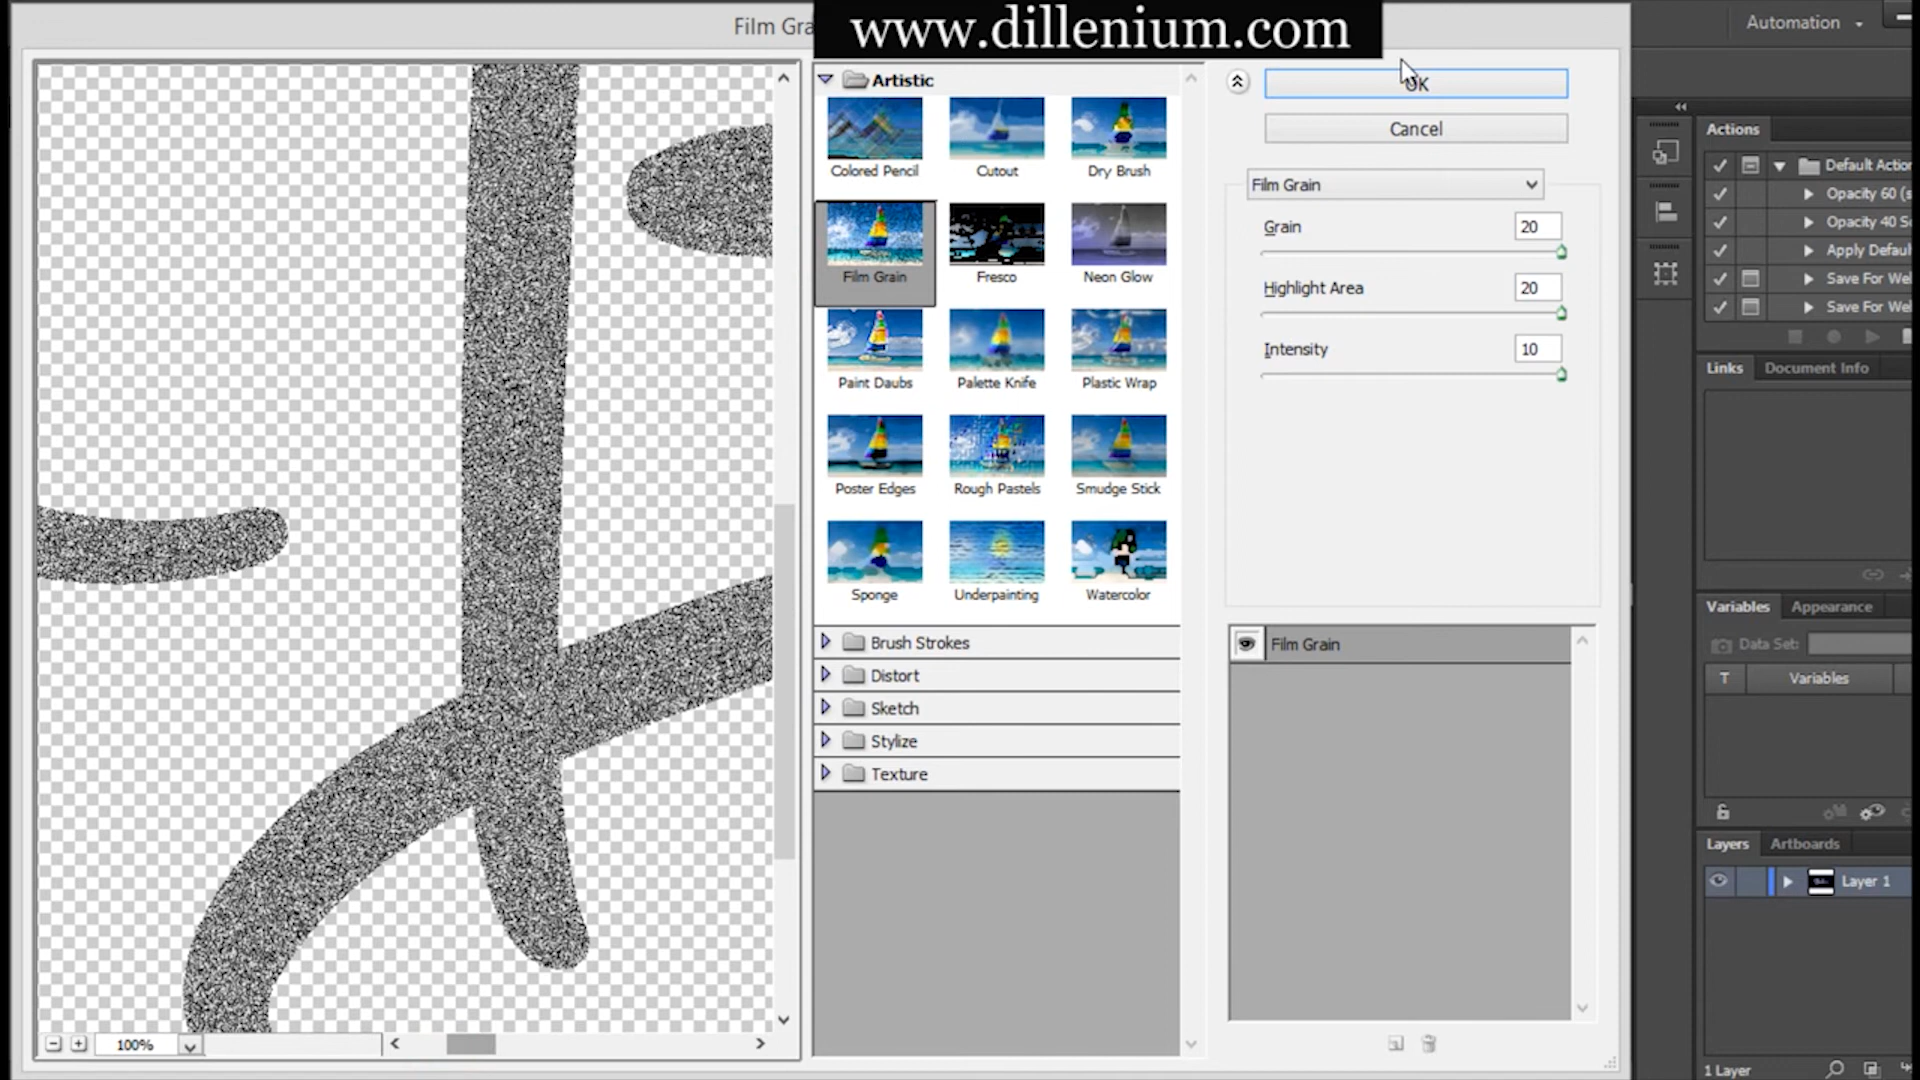 Film Gra
www.dillenium.com
Automation
Artistic
OK
Cancel
Colored Pencil
Cutout
Dry Brush
Film Grain
Fresco
Neon Glow
Paint Daubs
Palette Knife
Plastic Wrap
Poster Edges
Rough Pastels
Smudge Stick
Sponge
Underpainting
Watercolor
Brush Strokes
Distort
Sketch
Stylize
Texture
Film Grain
Grain 20
Highlight Area 20
Intensity 10
Film Grain
100%
Actions
Default Actio
Opacity 60 (s
Opacity 40 Sc
Apply Defaul
Save For We
Save For We
Links Document Info
Variables Appearance
Data Set:
T Variables
Layers Artboards
Layer 1
1 Layer